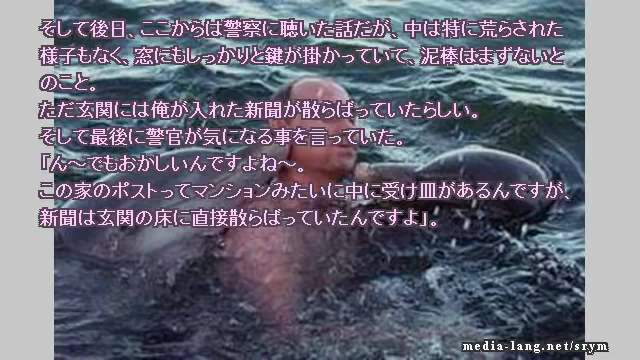 そして後日、ここからは警察に聴いた話だが、中は特に荒らされた
様子もなく、窓にもしっかりと鍵が掛かっていて、泥棒はまずないと
のこと。
ただ玄関には俺が入れた新聞が散らばっていたらしい。
そして最後に警官が気になる事を言っていた。
「ん～でもおかしいんですよね～。
この家のポストってマンションみたいに中に受け皿があるんですが、
新聞は玄関の床に直接散らばっていたんですよ」。
media-lang.net/srym